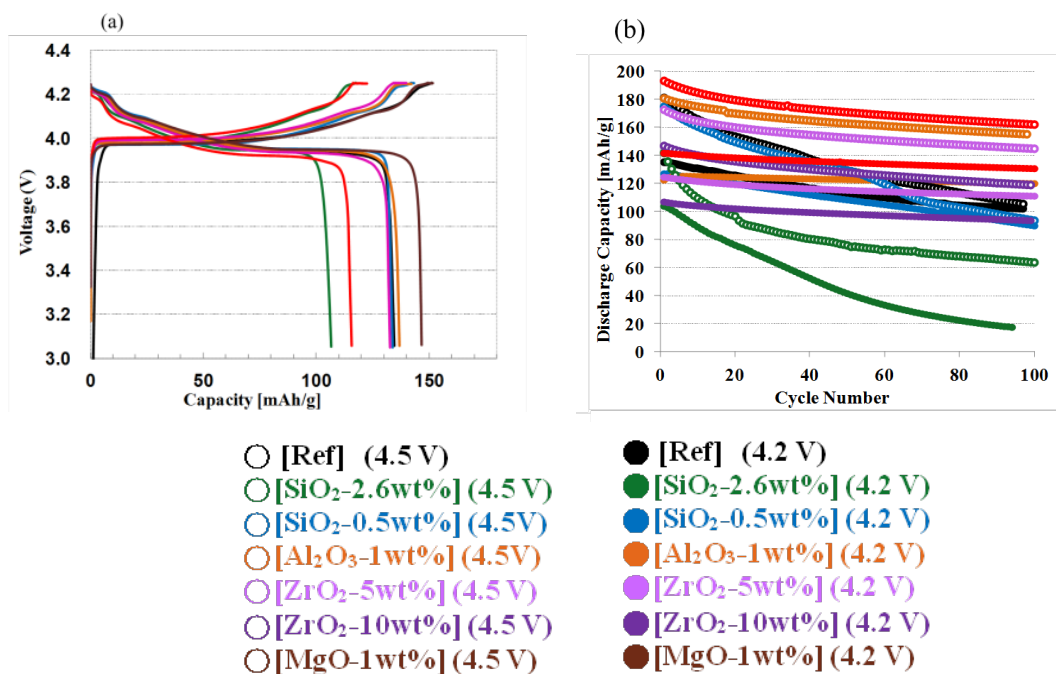 (a)
4.4
4.2
4.0
3.8
3.6
3.4
3.2
3.0
Voltage (V)
0 50 100 150
Capacity [mAh/g]
(b)
200
180
160
140
120
100
80
60
40
20
0
Discharge Capacity [mAh/g]
0 20 40 60 80 100
Cycle Number
[Ref] (4.5 V)
[SiO₂-2.6wt%] (4.5 V)
[SiO₂-0.5wt%] (4.5V)
[Al₂O₃-1wt%] (4.5V)
[ZrO₂-5wt%] (4.5 V)
[ZrO₂-10wt%] (4.5 V)
[MgO-1wt%] (4.5 V)
[Ref] (4.2 V)
[SiO₂-2.6wt%] (4.2 V)
[SiO₂-0.5wt%] (4.2 V)
[Al₂O₃-1wt%] (4.2 V)
[ZrO₂-5wt%] (4.2 V)
[ZrO₂-10wt%] (4.2 V)
[MgO-1wt%] (4.2 V)